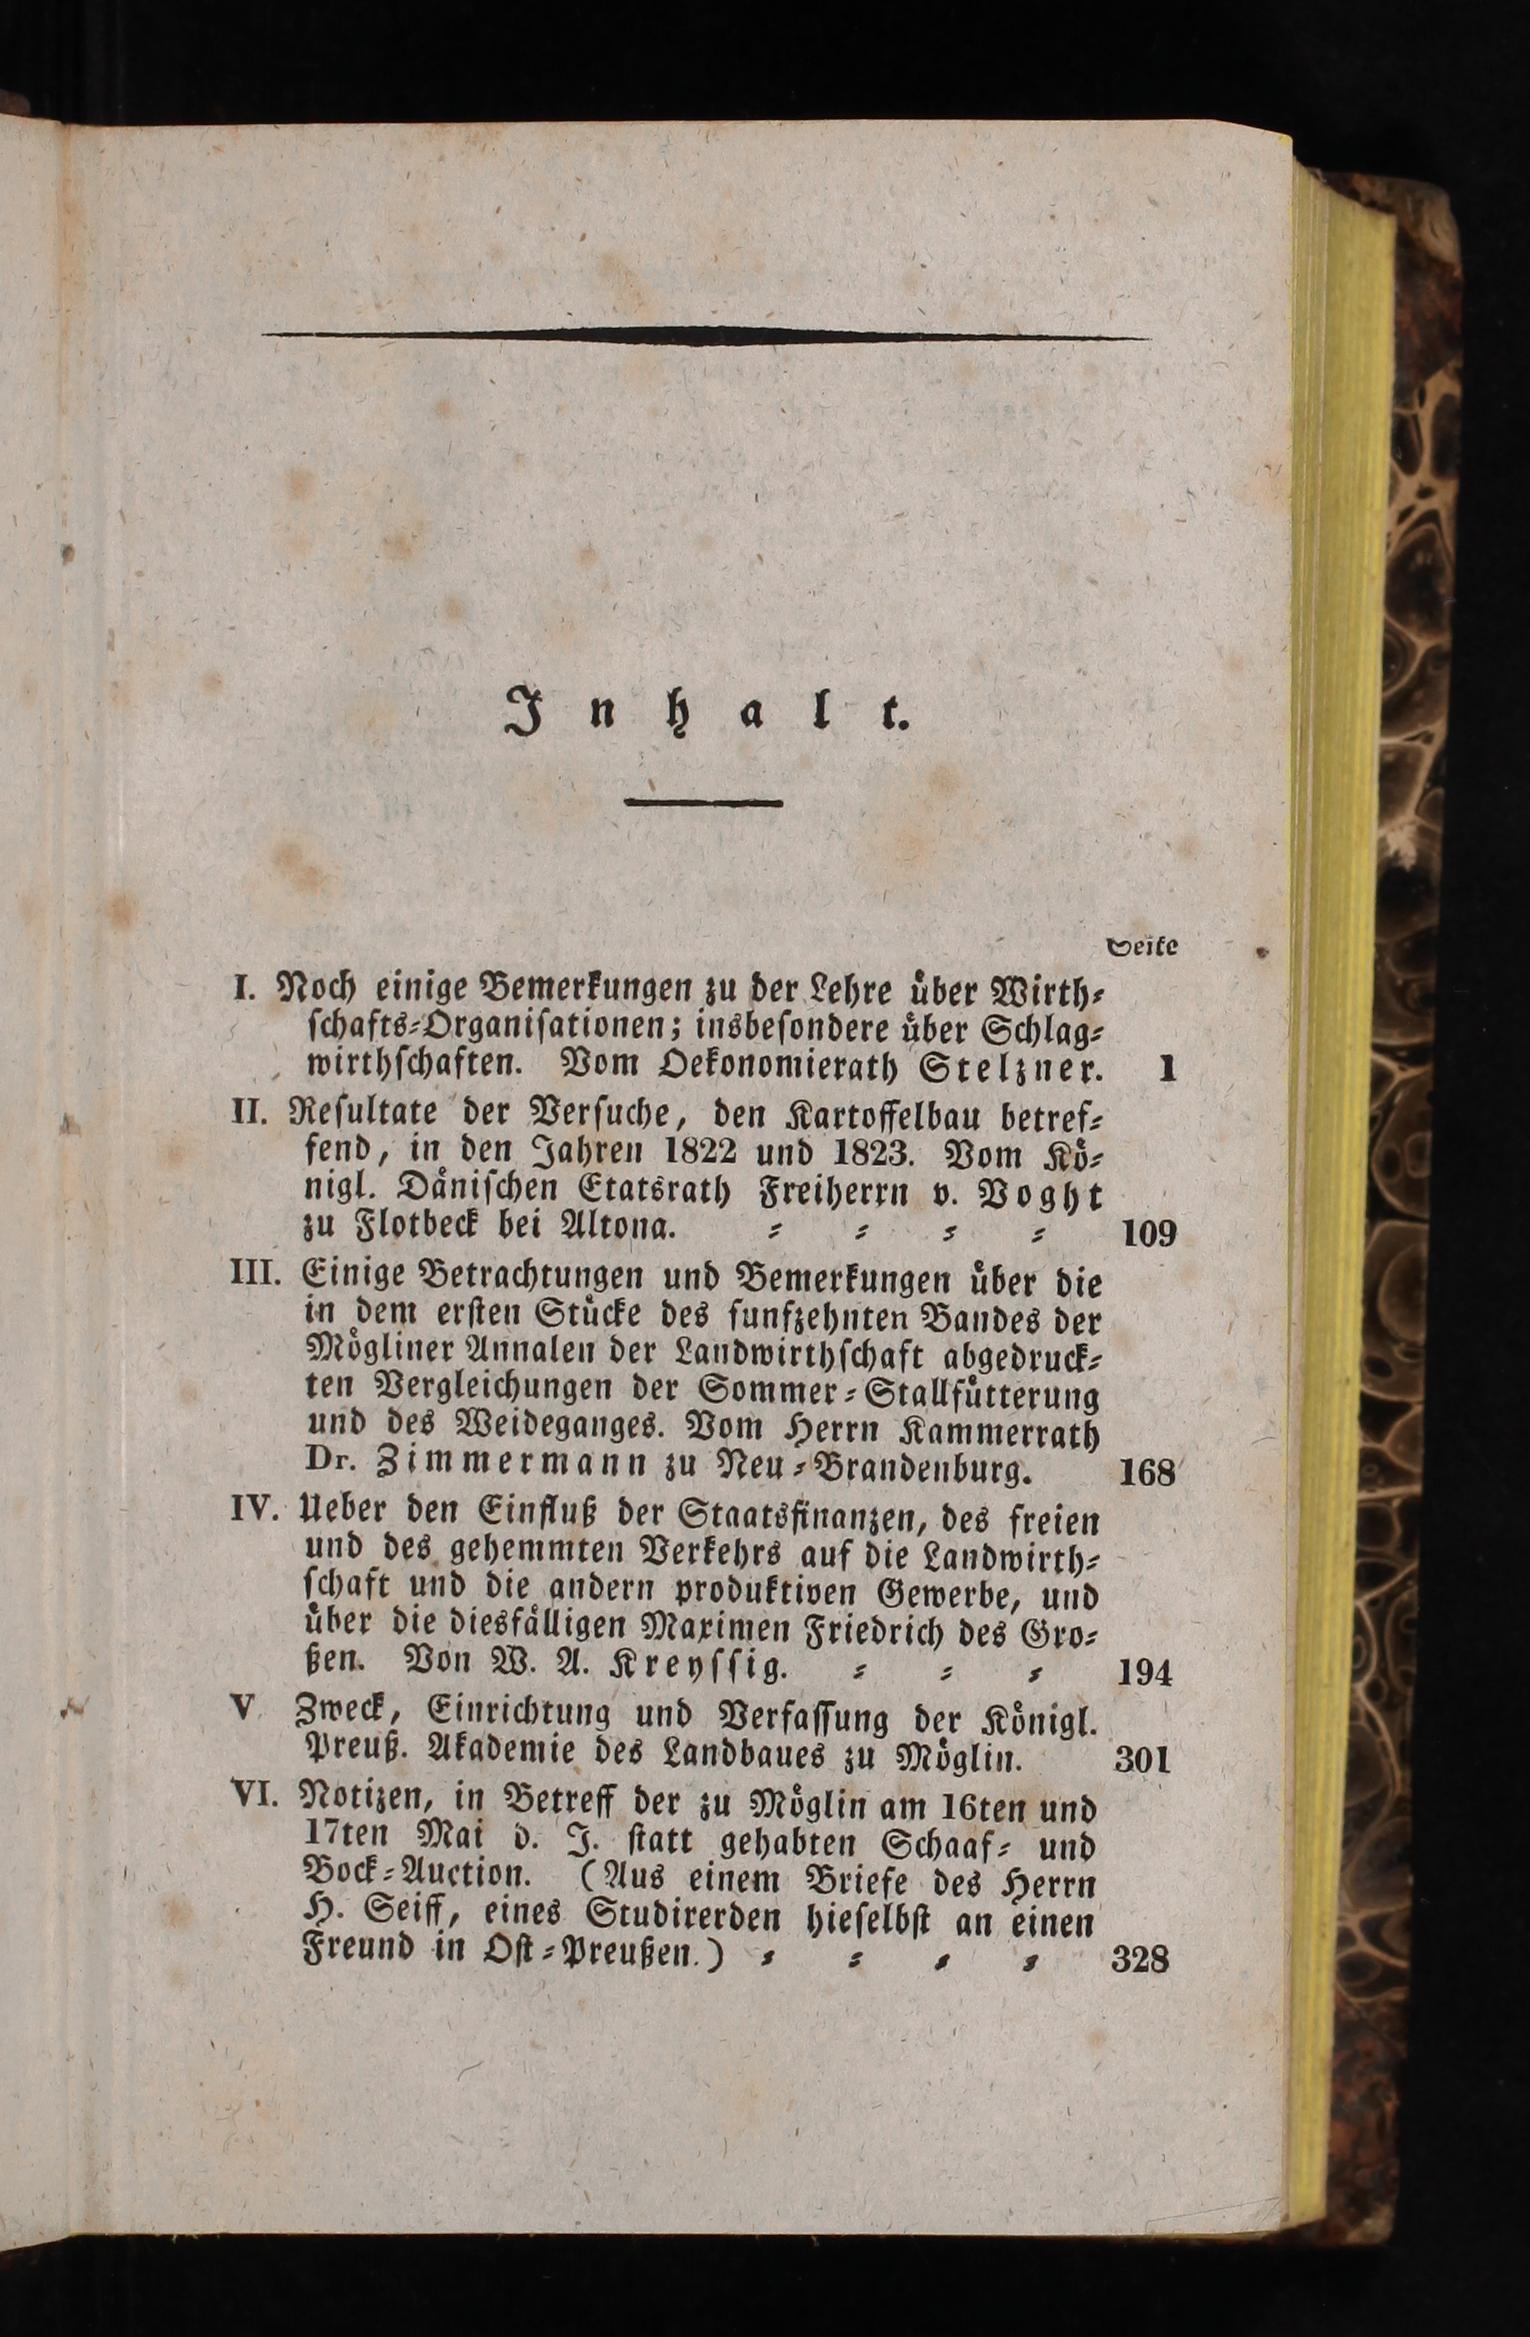 Inhalt.
Seite
I. Noch einige Bemerkungen zu der Lehre über Wirth-
schafts-Organisationen; insbesondere über Schlag-
wirthschaften. Vom Oekonomierath Stelzner. 1
II. Resultate der Versuche, den Kartoffelbau betref-
fend, in den Jahren 1822 und 1823. Vom Kö-
nigl. Dänischen Etatsrath Freiherrn v. Voght
zu Flotbeck bei Altona. - - - - 109
III. Einige Betrachtungen und Bemerkungen über die
in dem ersten Stücke des funfzehnten Bandes der
Mögliner Annalen der Landwirthschaft abgedruck-
ten Vergleichungen der Sommer-Stallfütterung
und des Weideganges. Vom Herrn Kammerrath
Dr. Zimmermann zu Neu-Brandenburg. 168
IV. Ueber den Einfluß der Staatsfinanzen, des freien
und des gehemmten Verkehrs auf die Landwirth-
schaft und die andern produktiven Gewerbe, und
über die diesfälligen Maximen Friedrich des Gro-
ßen. Von W. A. Kreyssig. - - - 194
V Zweck, Einrichtung und Verfassung der Königl.
Preuß. Akademie des Landbaues zu Möglin. 301
VI. Notizen, in Betreff der zu Möglin am 16ten und
17ten Mai d. J. statt gehabten Schaaf- und
Bock-Auction. (Aus einem Briefe des Herrn
H. Seiff, eines Studirerden hieselbst an einen
Freund in Ost-Preußen.) - - - - 328